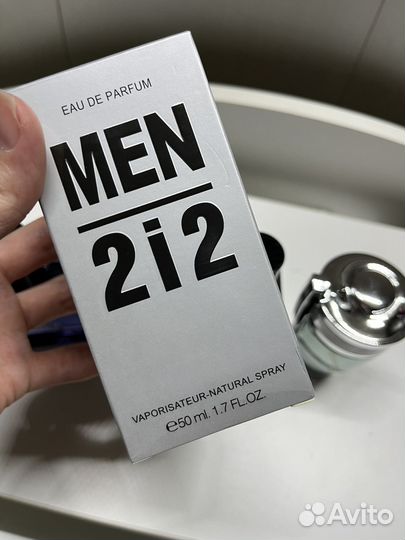 EAU DE PARFUM
MEN
2i2
VAPORISATEUR-NATURAL SPRAY
℮50 ml. 1.7 FL.OZ.
Avito